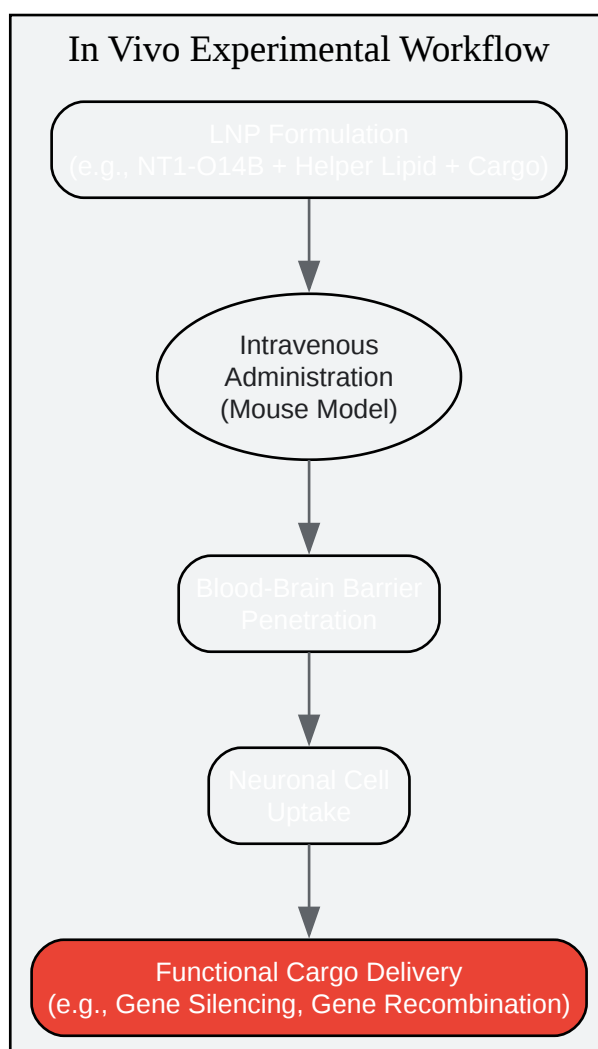 In Vivo Experimental Workflow
LNP Formulation
(e.g., NT1-O14B + Helper Lipid + Cargo)
Intravenous
Administration
(Mouse Model)
Blood-Brain Barrier
Penetration
Neuronal Cell
Uptake
Functional Cargo Delivery
(e.g., Gene Silencing, Gene Recombination)